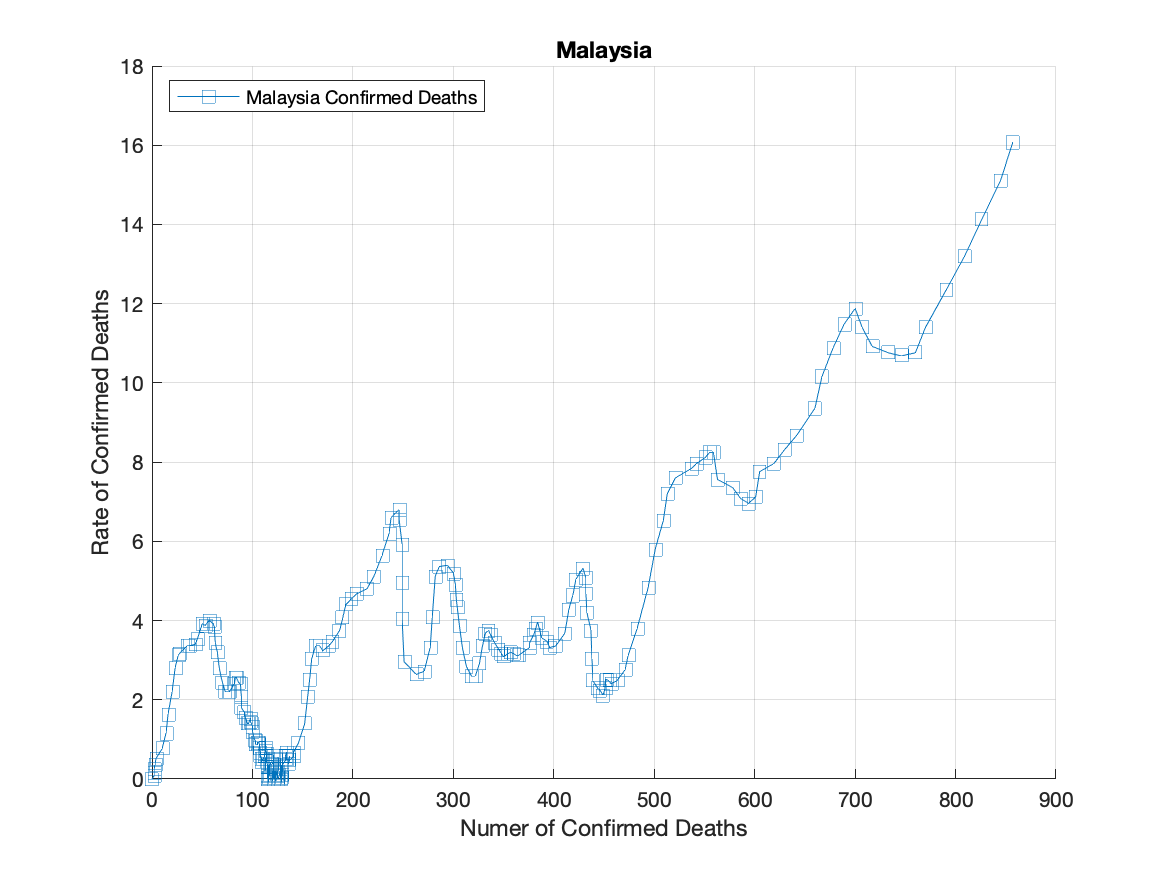 Malaysia
18
Malaysia Confirmed Deaths
16
14
12
10
8
6
4
2
0
Rate of Confirmed Deaths
0 100 200 300 400 500 600 700 800 900
Numer of Confirmed Deaths